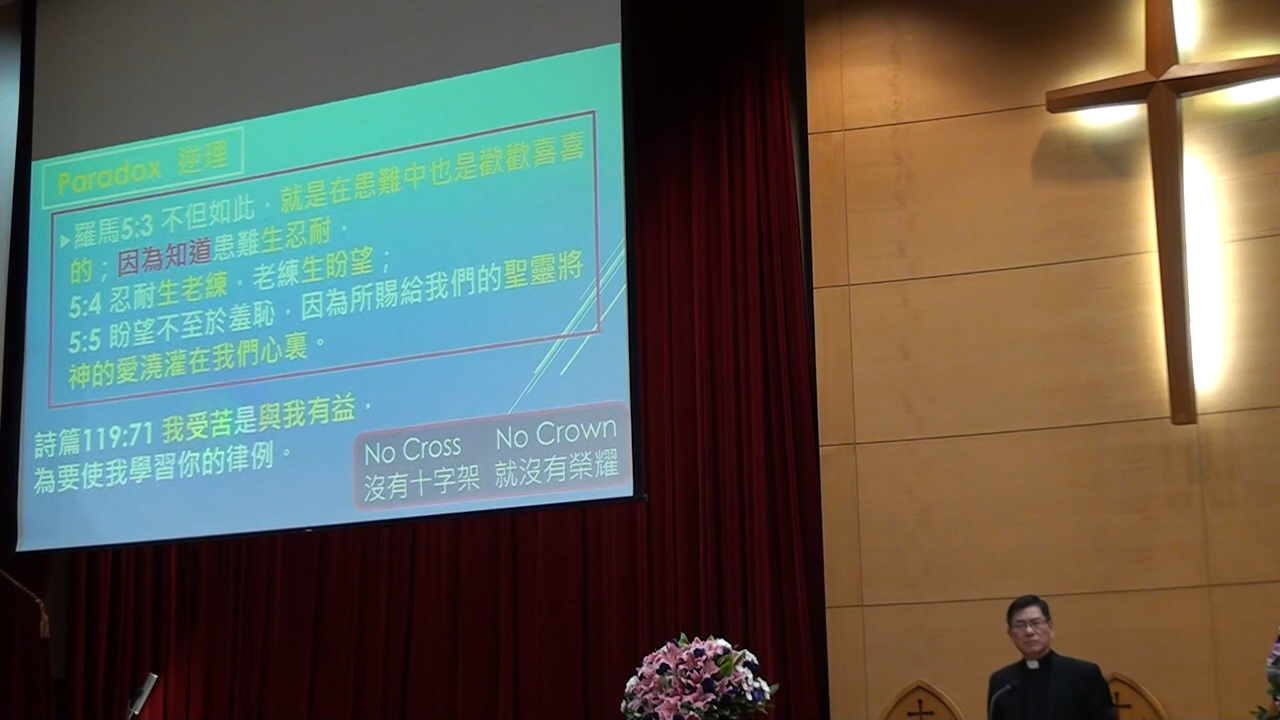 Paradox 逆理
羅馬5:3 不但如此，就是在患難中也是歡歡喜喜
的；因為知道患難生忍耐，
5:4 忍耐生老練，老練生盼望；
5:5 盼望不至於羞恥，因為所賜給我們的聖靈將
神的愛澆灌在我們心裏。
詩篇119:71 我受苦是與我有益，
為要使我學習你的律例。
No Cross No Crown
沒有十字架 就沒有榮耀